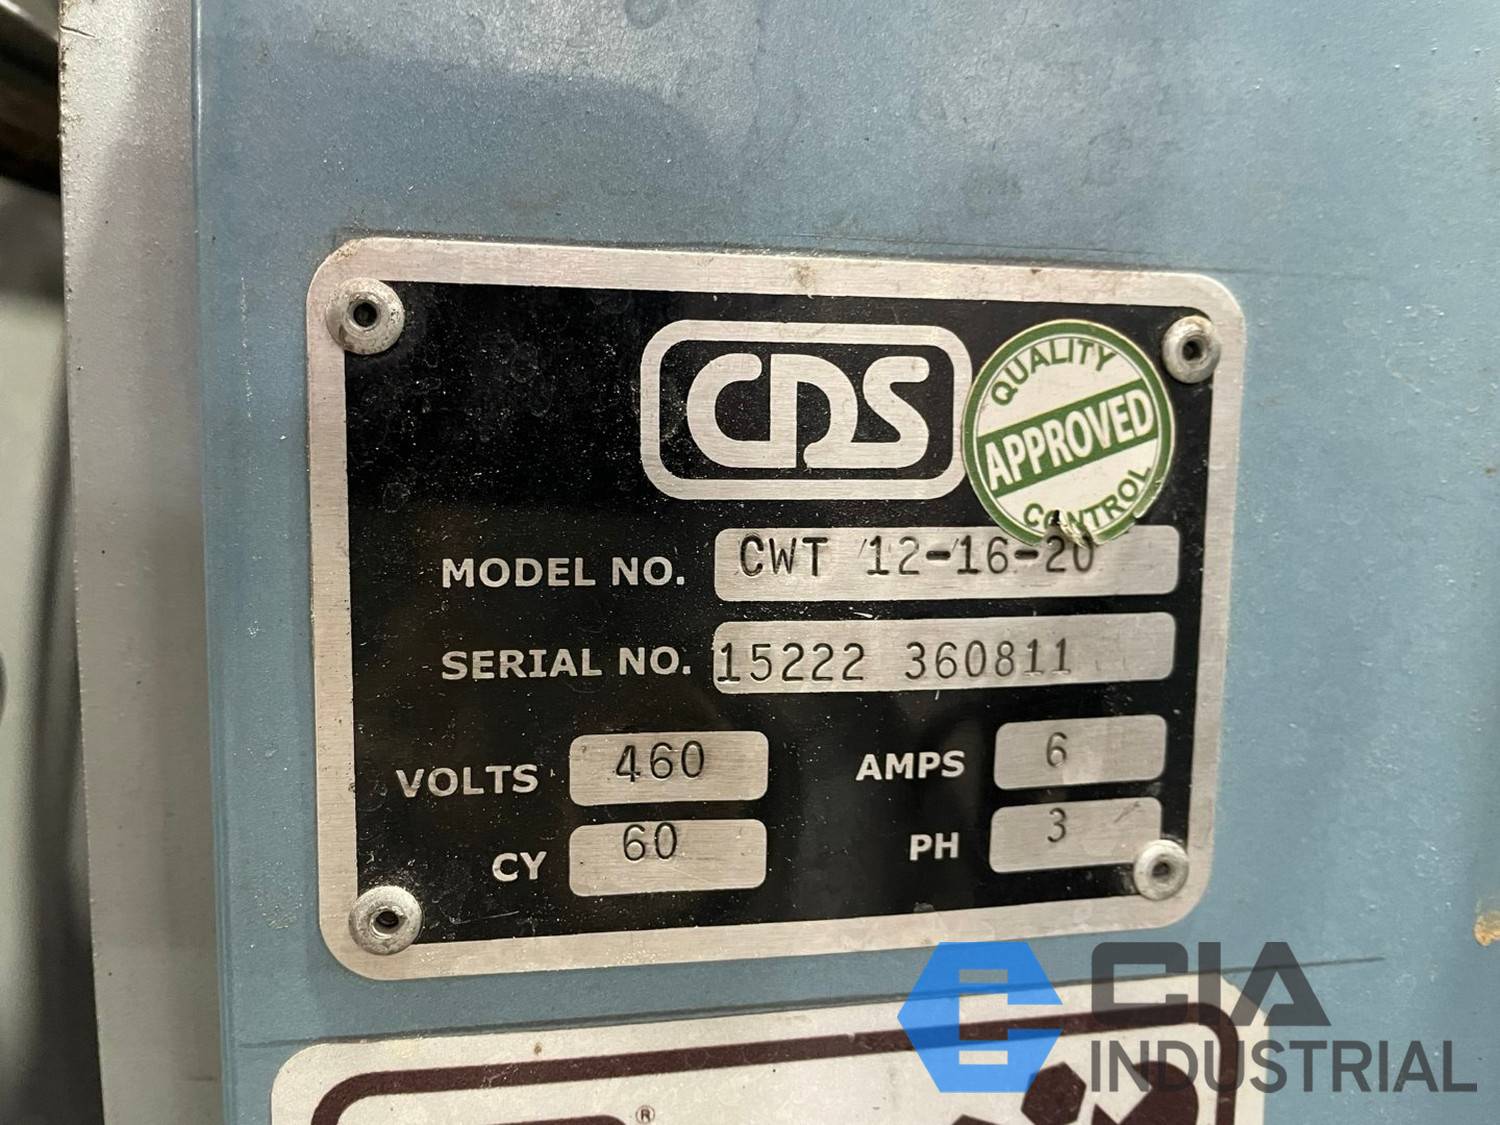 CDS
QUALITY
APPROVED
CONTROL
MODEL NO. CWT 12-16-20
SERIAL NO. 15222 360811
VOLTS 460 AMPS 6
CY 60 PH 3
CIA
INDUSTRIAL
®